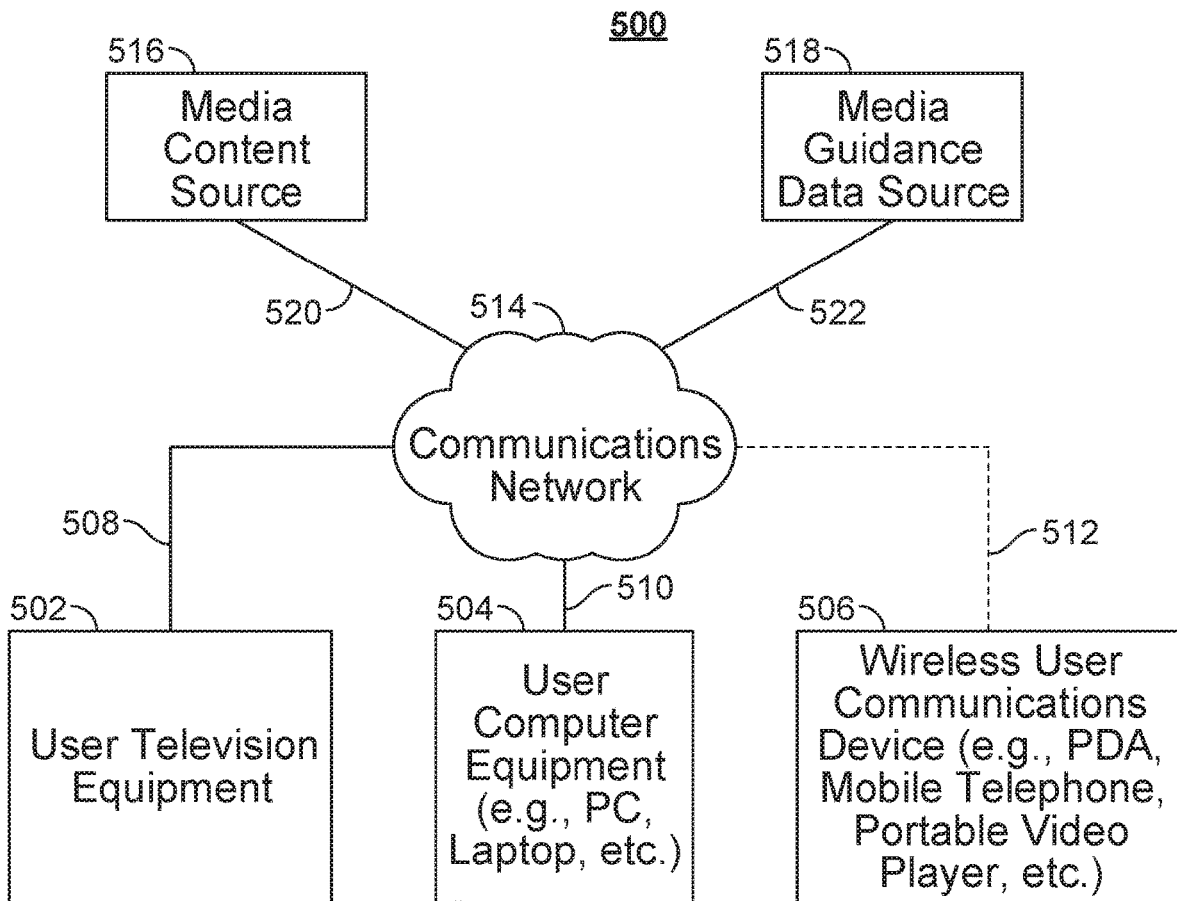 500
516
Media
Content
Source
518
Media
Guidance
Data Source
520
514
522
Communications
Network
508
512
510
502
User Television
Equipment
504
User
Computer
Equipment
(e.g., PC,
Laptop, etc.)
506
Wireless User
Communications
Device (e.g., PDA,
Mobile Telephone,
Portable Video
Player, etc.)